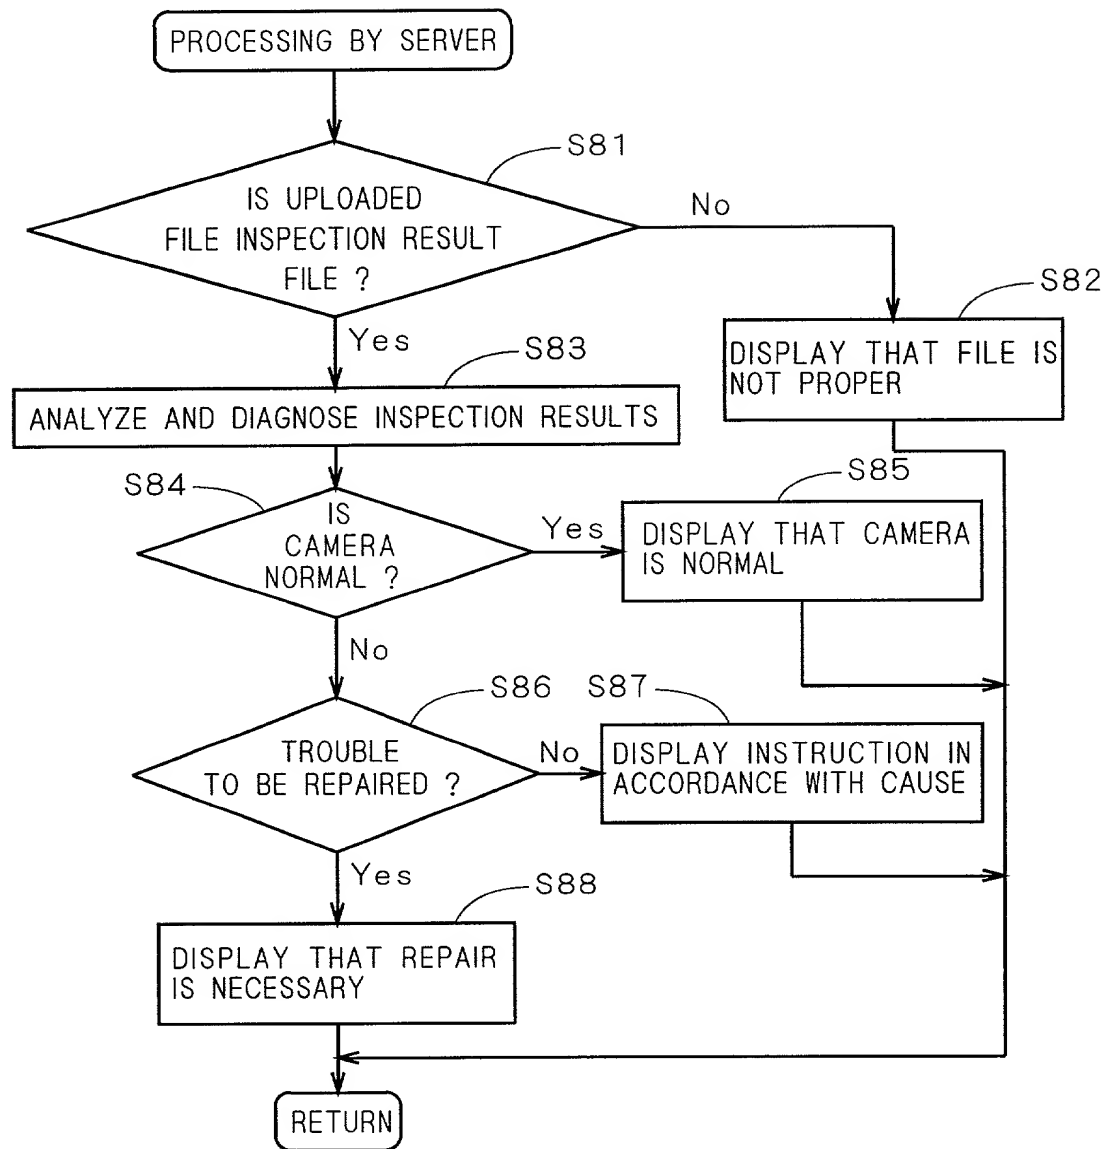 PROCESSING BY SERVER
S81
IS UPLOADED
FILE INSPECTION RESULT
FILE ?
No
Yes
S82
DISPLAY THAT FILE IS
NOT PROPER
S83
ANALYZE AND DIAGNOSE INSPECTION RESULTS
S84
IS
CAMERA
NORMAL ?
Yes
S85
DISPLAY THAT CAMERA
IS NORMAL
No
S86
TROUBLE
TO BE REPAIRED ?
No
S87
DISPLAY INSTRUCTION IN
ACCORDANCE WITH CAUSE
Yes
S88
DISPLAY THAT REPAIR
IS NECESSARY
RETURN